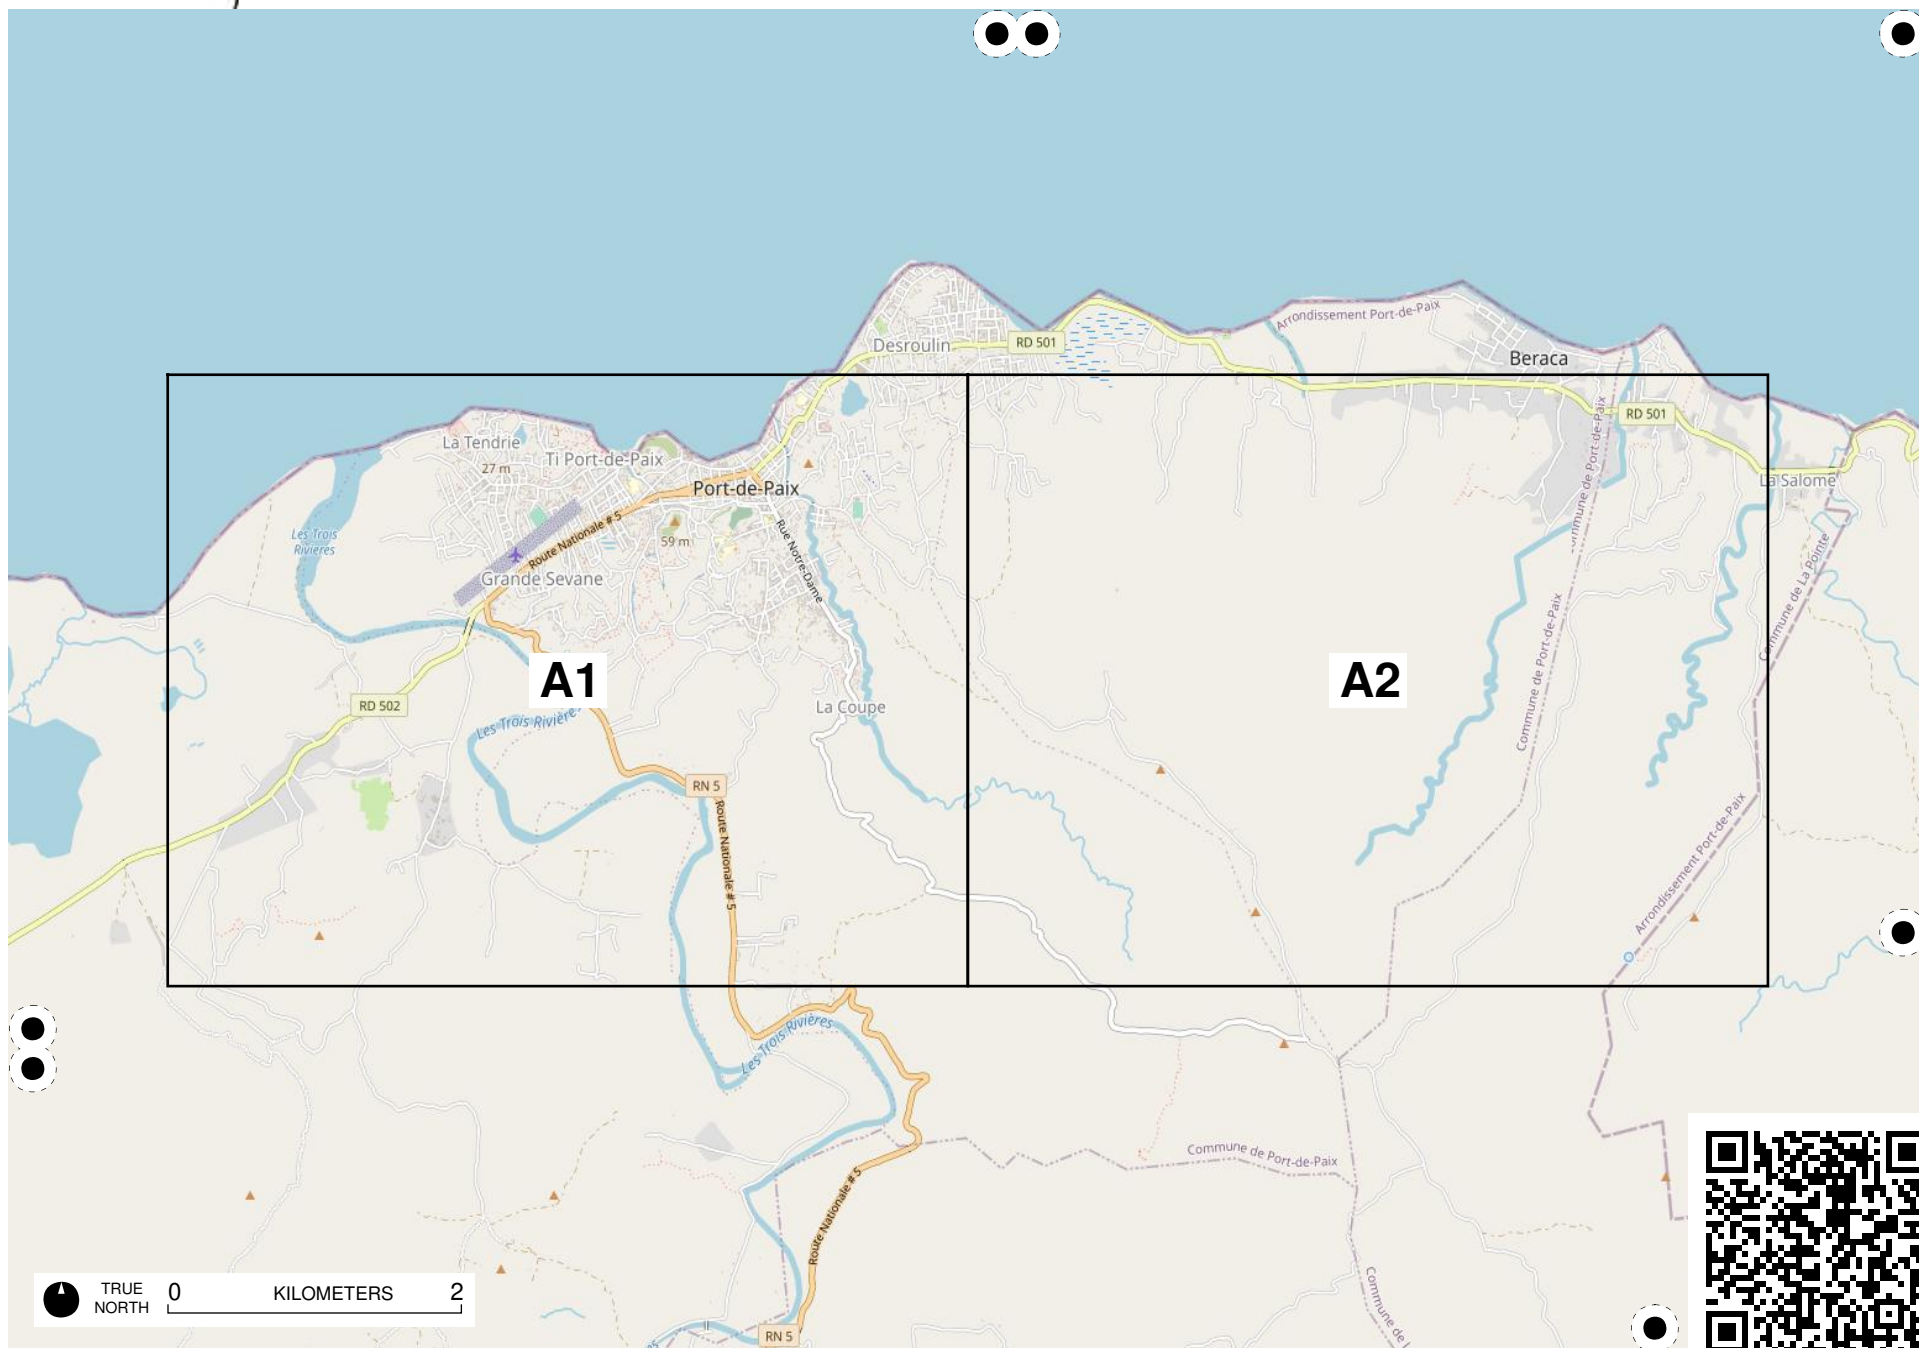 Arrondissement Port-de-Paix
Desroulin
RD 501
Beraca
RD 501
La Tendrie
Ti Port-de-Paix
27 m
Port-de-Paix
La Salome
Commune de Port-de-Paix
Les Trois
Rivieres
Route Nationale # 5
59 m
Rue Notre-Dame
Grande Sevane
Commune de La Pointe
A1
A2
Commune de Port-de-Paix
RD 502
Les Trois Rivières
La Coupe
RN 5
Route Nationale # 5
Arrondissement Port-de-Paix
Les Trois Rivières
Commune de Port-de-Paix
Route Nationale # 5
Commune de
TRUE
NORTH
0 KILOMETERS 2
RN 5